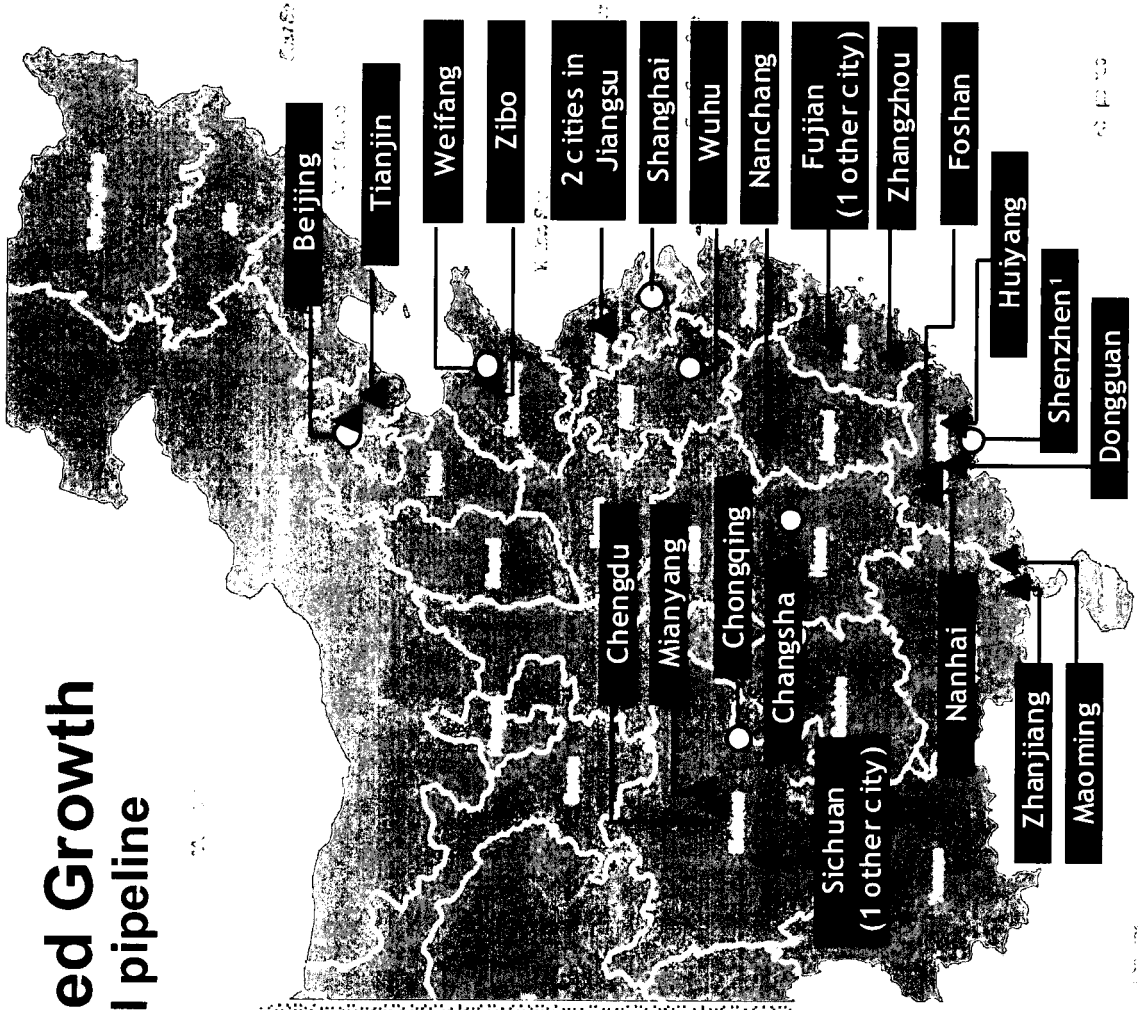 ed Growth
l pipeline
Beijing
Tianjin
Weifang
Zibo
2 cities in
Jiangsu
Shanghai
Wuhu
Nanchang
Fujian
(1 other city)
Zhangzhou
Foshan
Huiyang
Shenzhen¹
Dongguan
Chengdu
Mianyang
Chongqing
Changsha
Sichuan
(1 other city)
Nanhai
Zhanjiang
Maoming